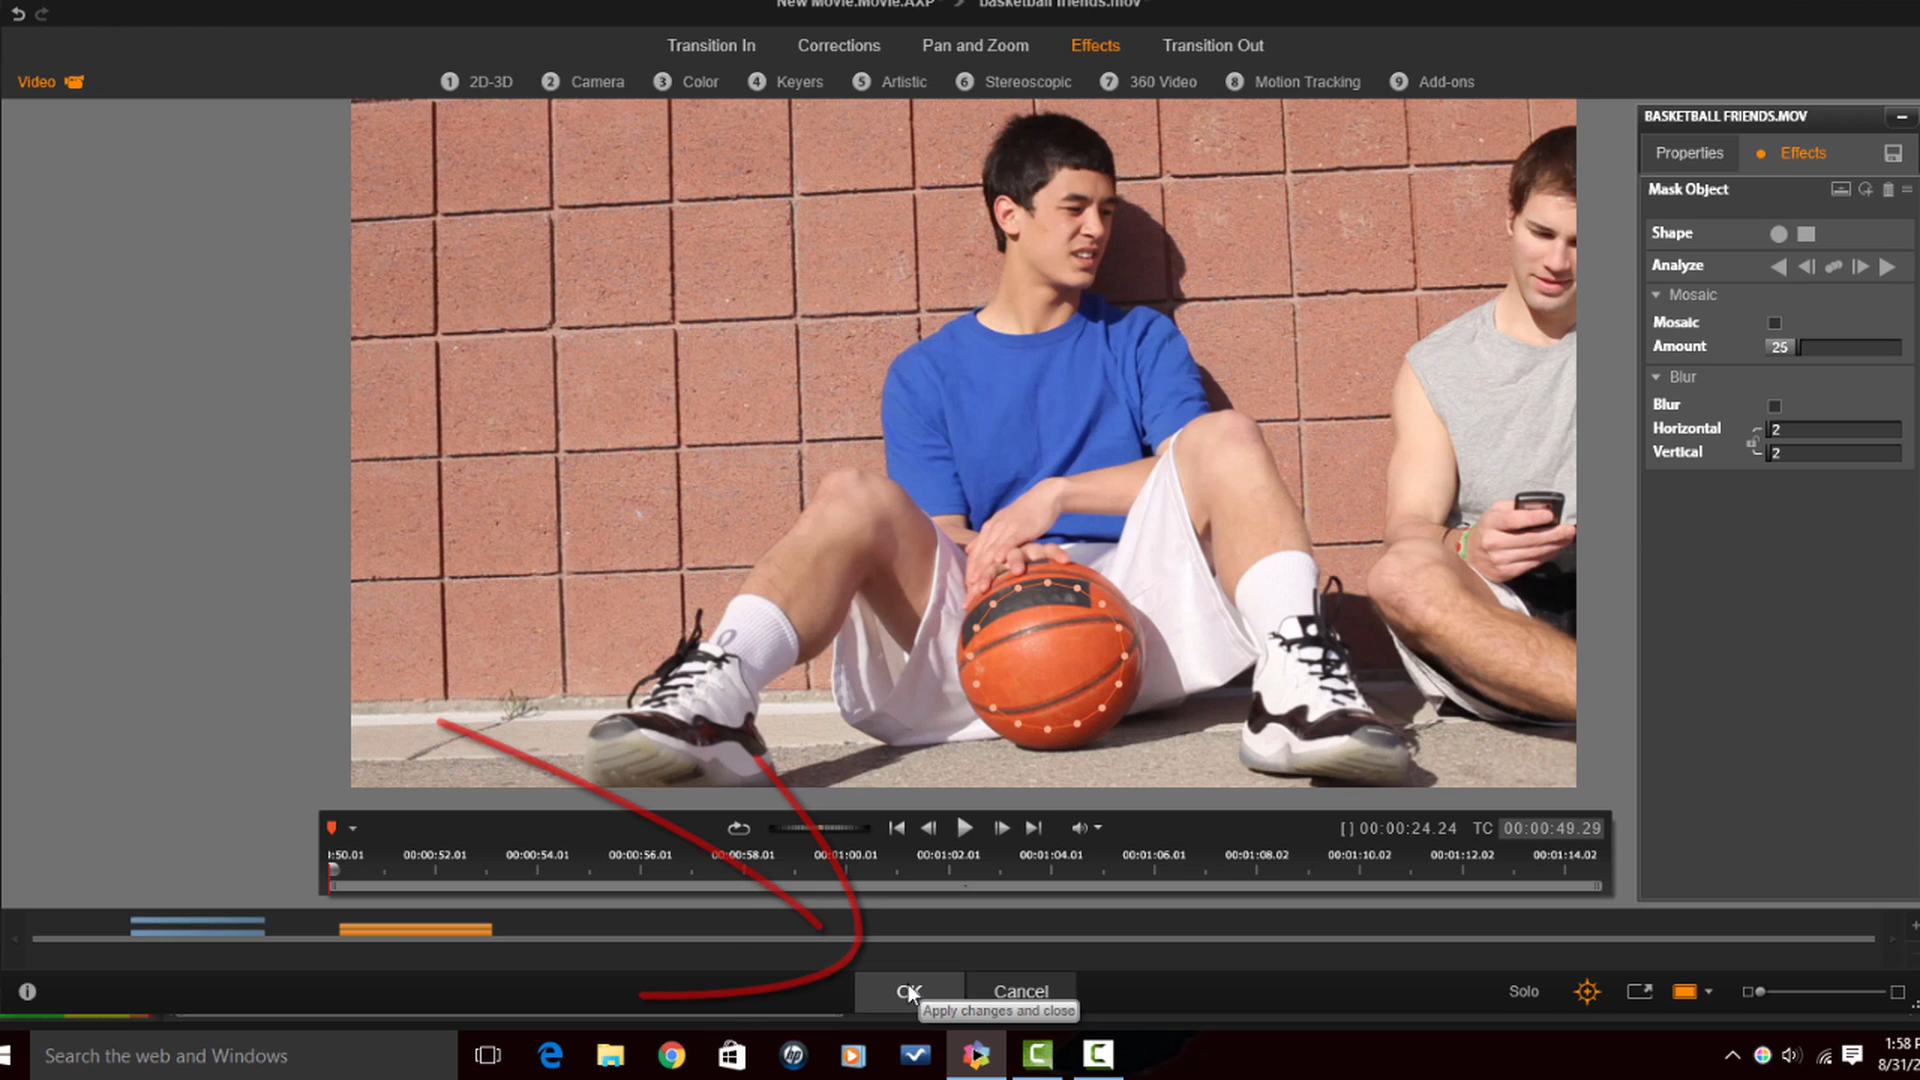 New Movie.Movie.AXP* > basketball friends.mov*
Transition In Corrections Pan and Zoom Effects Transition Out
Video 1 2D-3D 2 Camera 3 Color 4 Keyers 5 Artistic 6 Stereoscopic 7 360 Video 8 Motion Tracking 9 Add-ons
BASKETBALL FRIENDS.MOV
Properties Effects
Mask Object
Shape
Analyze
Mosaic
Mosaic
Amount 25
Blur
Blur
Horizontal 2
Vertical 2
[] 00:00:24.24 TC 00:00:49.29
:50.01 00:00:52.01 00:00:54.01 00:00:56.01 00:00:58.01 00:01:00.01 00:01:02.01 00:01:04.01 00:01:06.01 00:01:08.02 00:01:10.02 00:01:12.02 00:01:14.02
OK Cancel Solo
Apply changes and close
Search the web and Windows
1:58 P
8/31/2